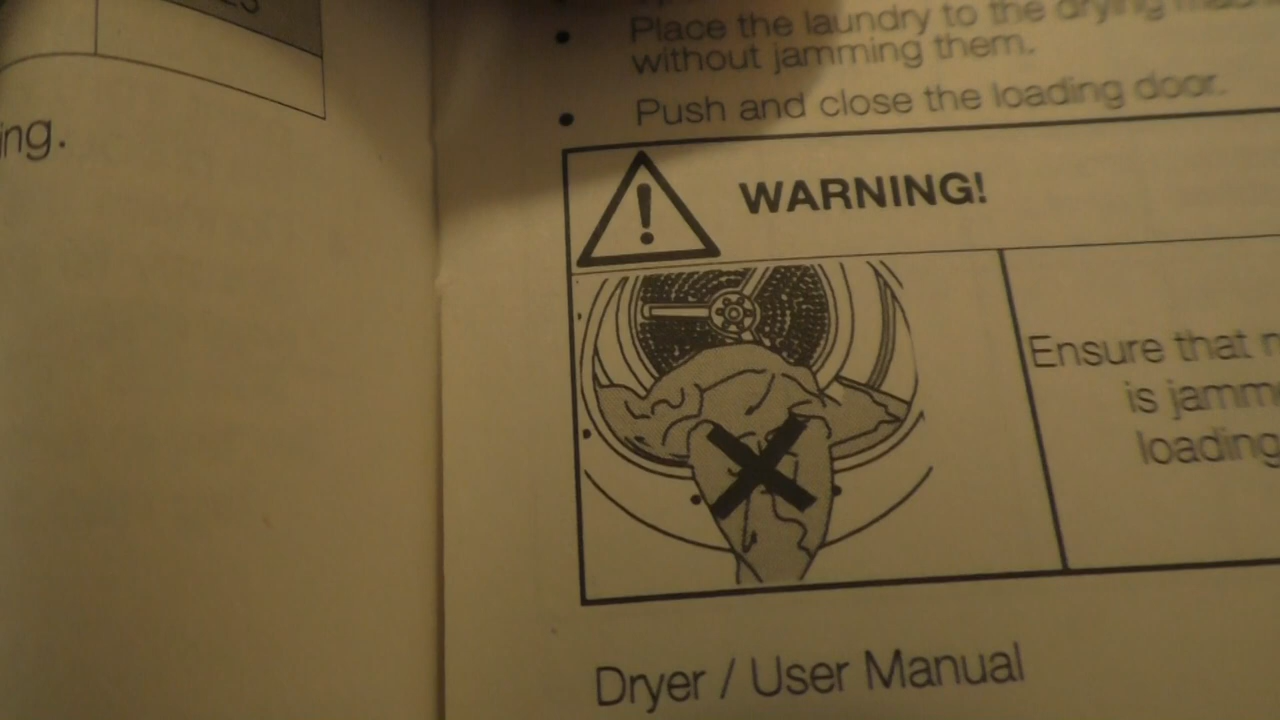 ing.
Place the laundry to the drying
without jamming them.
Push and close the loading door.
WARNING!
Ensure that
is
loading
Dryer / User Manual